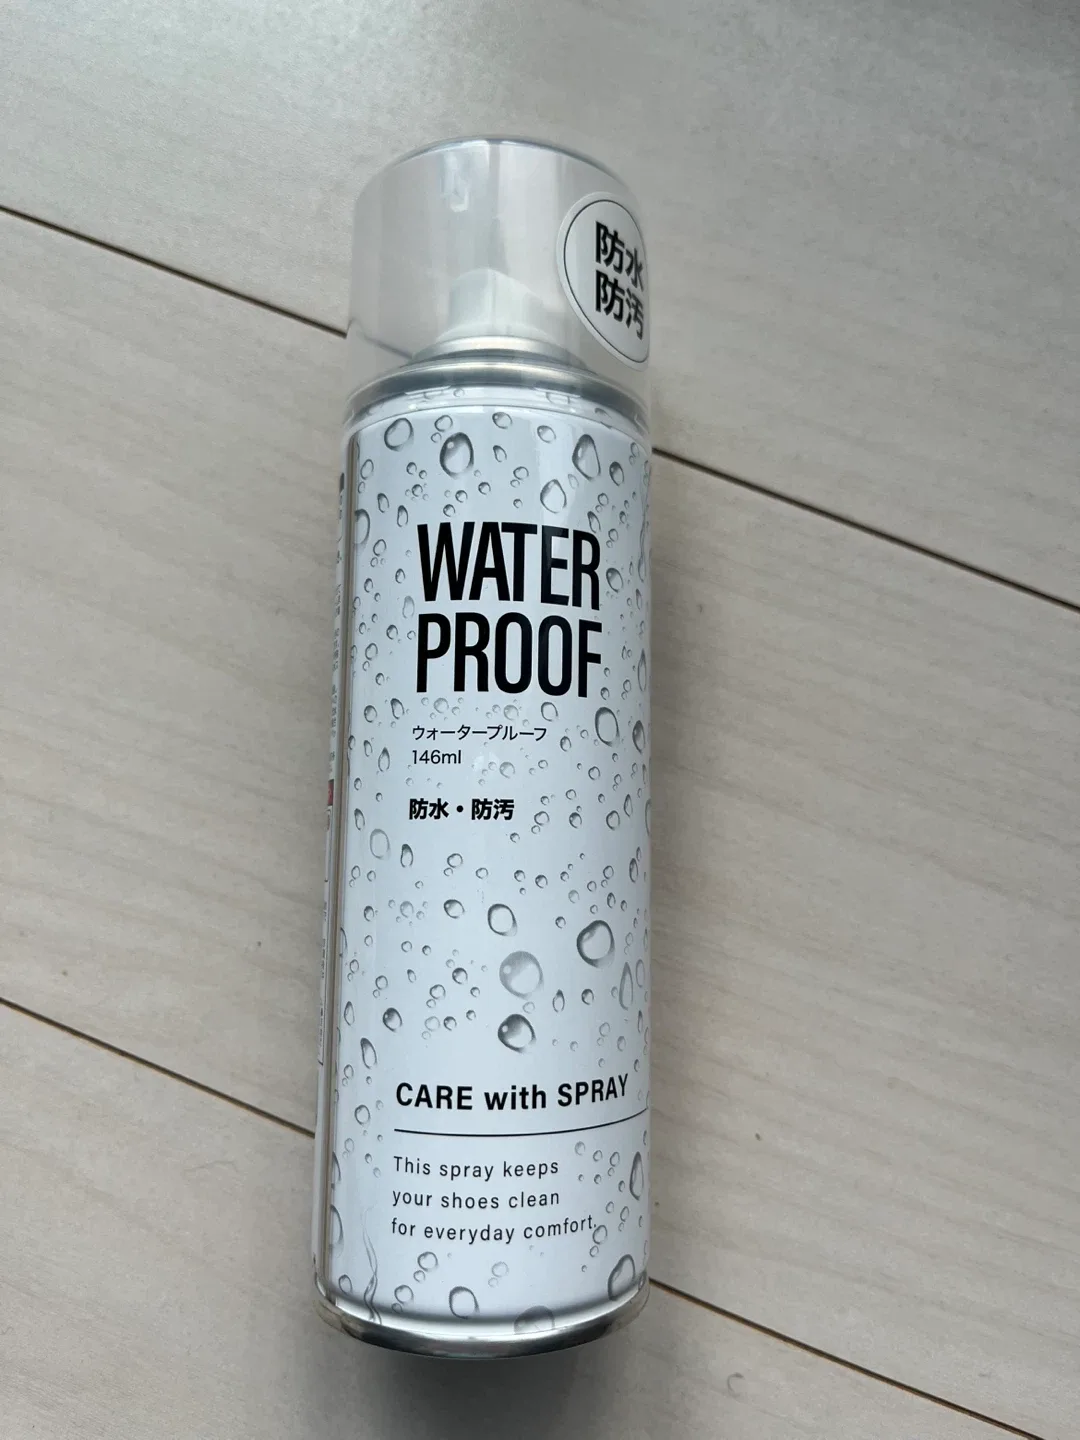 防水
防汚
WATER
PROOF
ウォータープルーフ
146ml
防水・防汚
CARE with SPRAY
This spray keeps
your shoes clean
for everyday comfort.